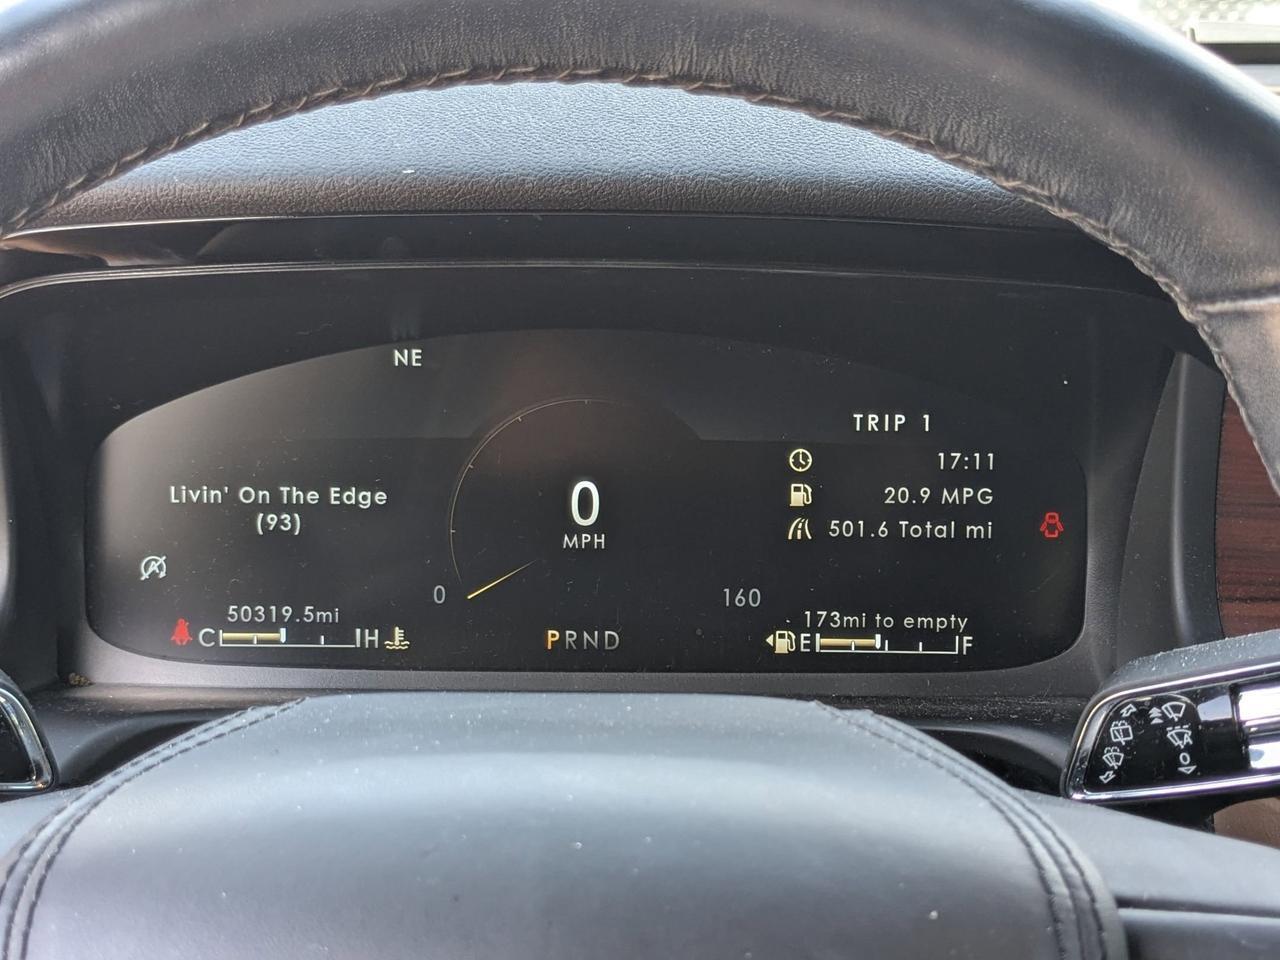 NE
TRIP 1
17:11
20.9 MPG
501.6 Total mi
Livin' On The Edge
(93)
0
MPH
0
160
50319.5mi
173mi to empty
C H
PRND
E F
A
O